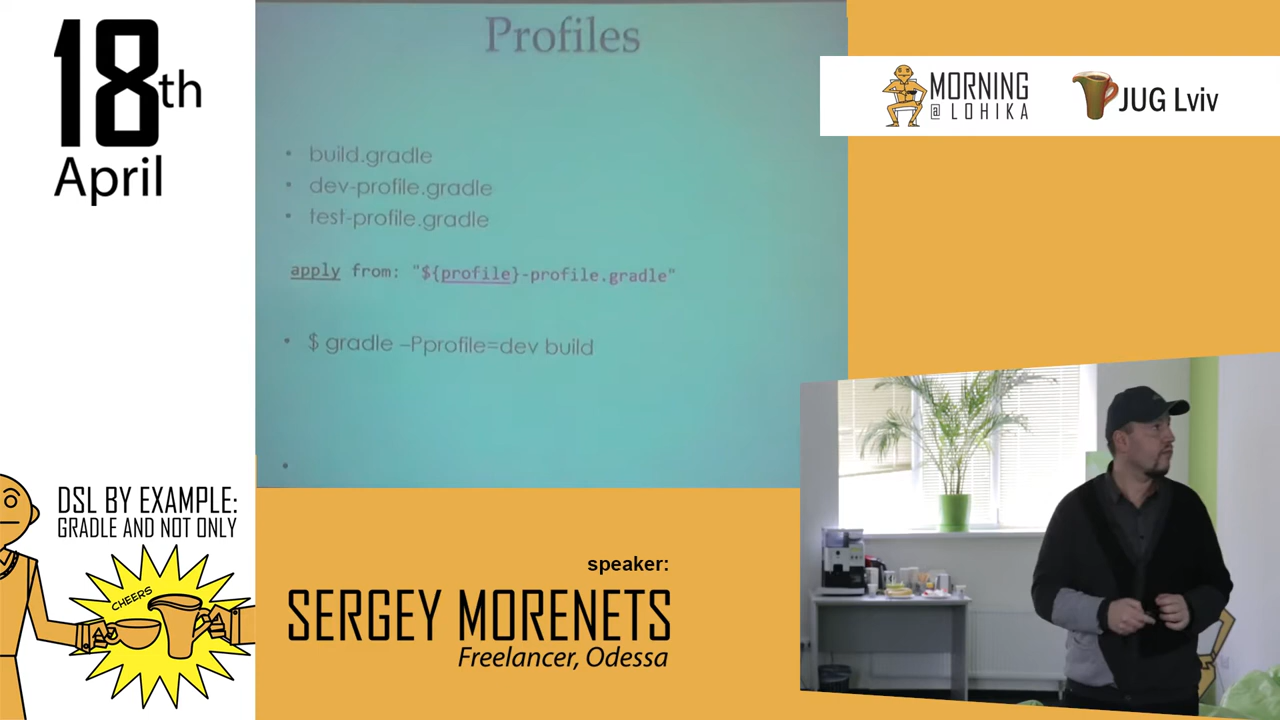 18th
April
Profiles
• build.gradle
• dev-profile.gradle
• test-profile.gradle
apply from: "${profile}-profile.gradle"
• $ gradle –Pprofile=dev build
•
MORNING
@ LOHIKA
JUG Lviv
DSL BY EXAMPLE:
GRADLE AND NOT ONLY
CHEERS
speaker:
SERGEY MORENETS
Freelancer, Odessa